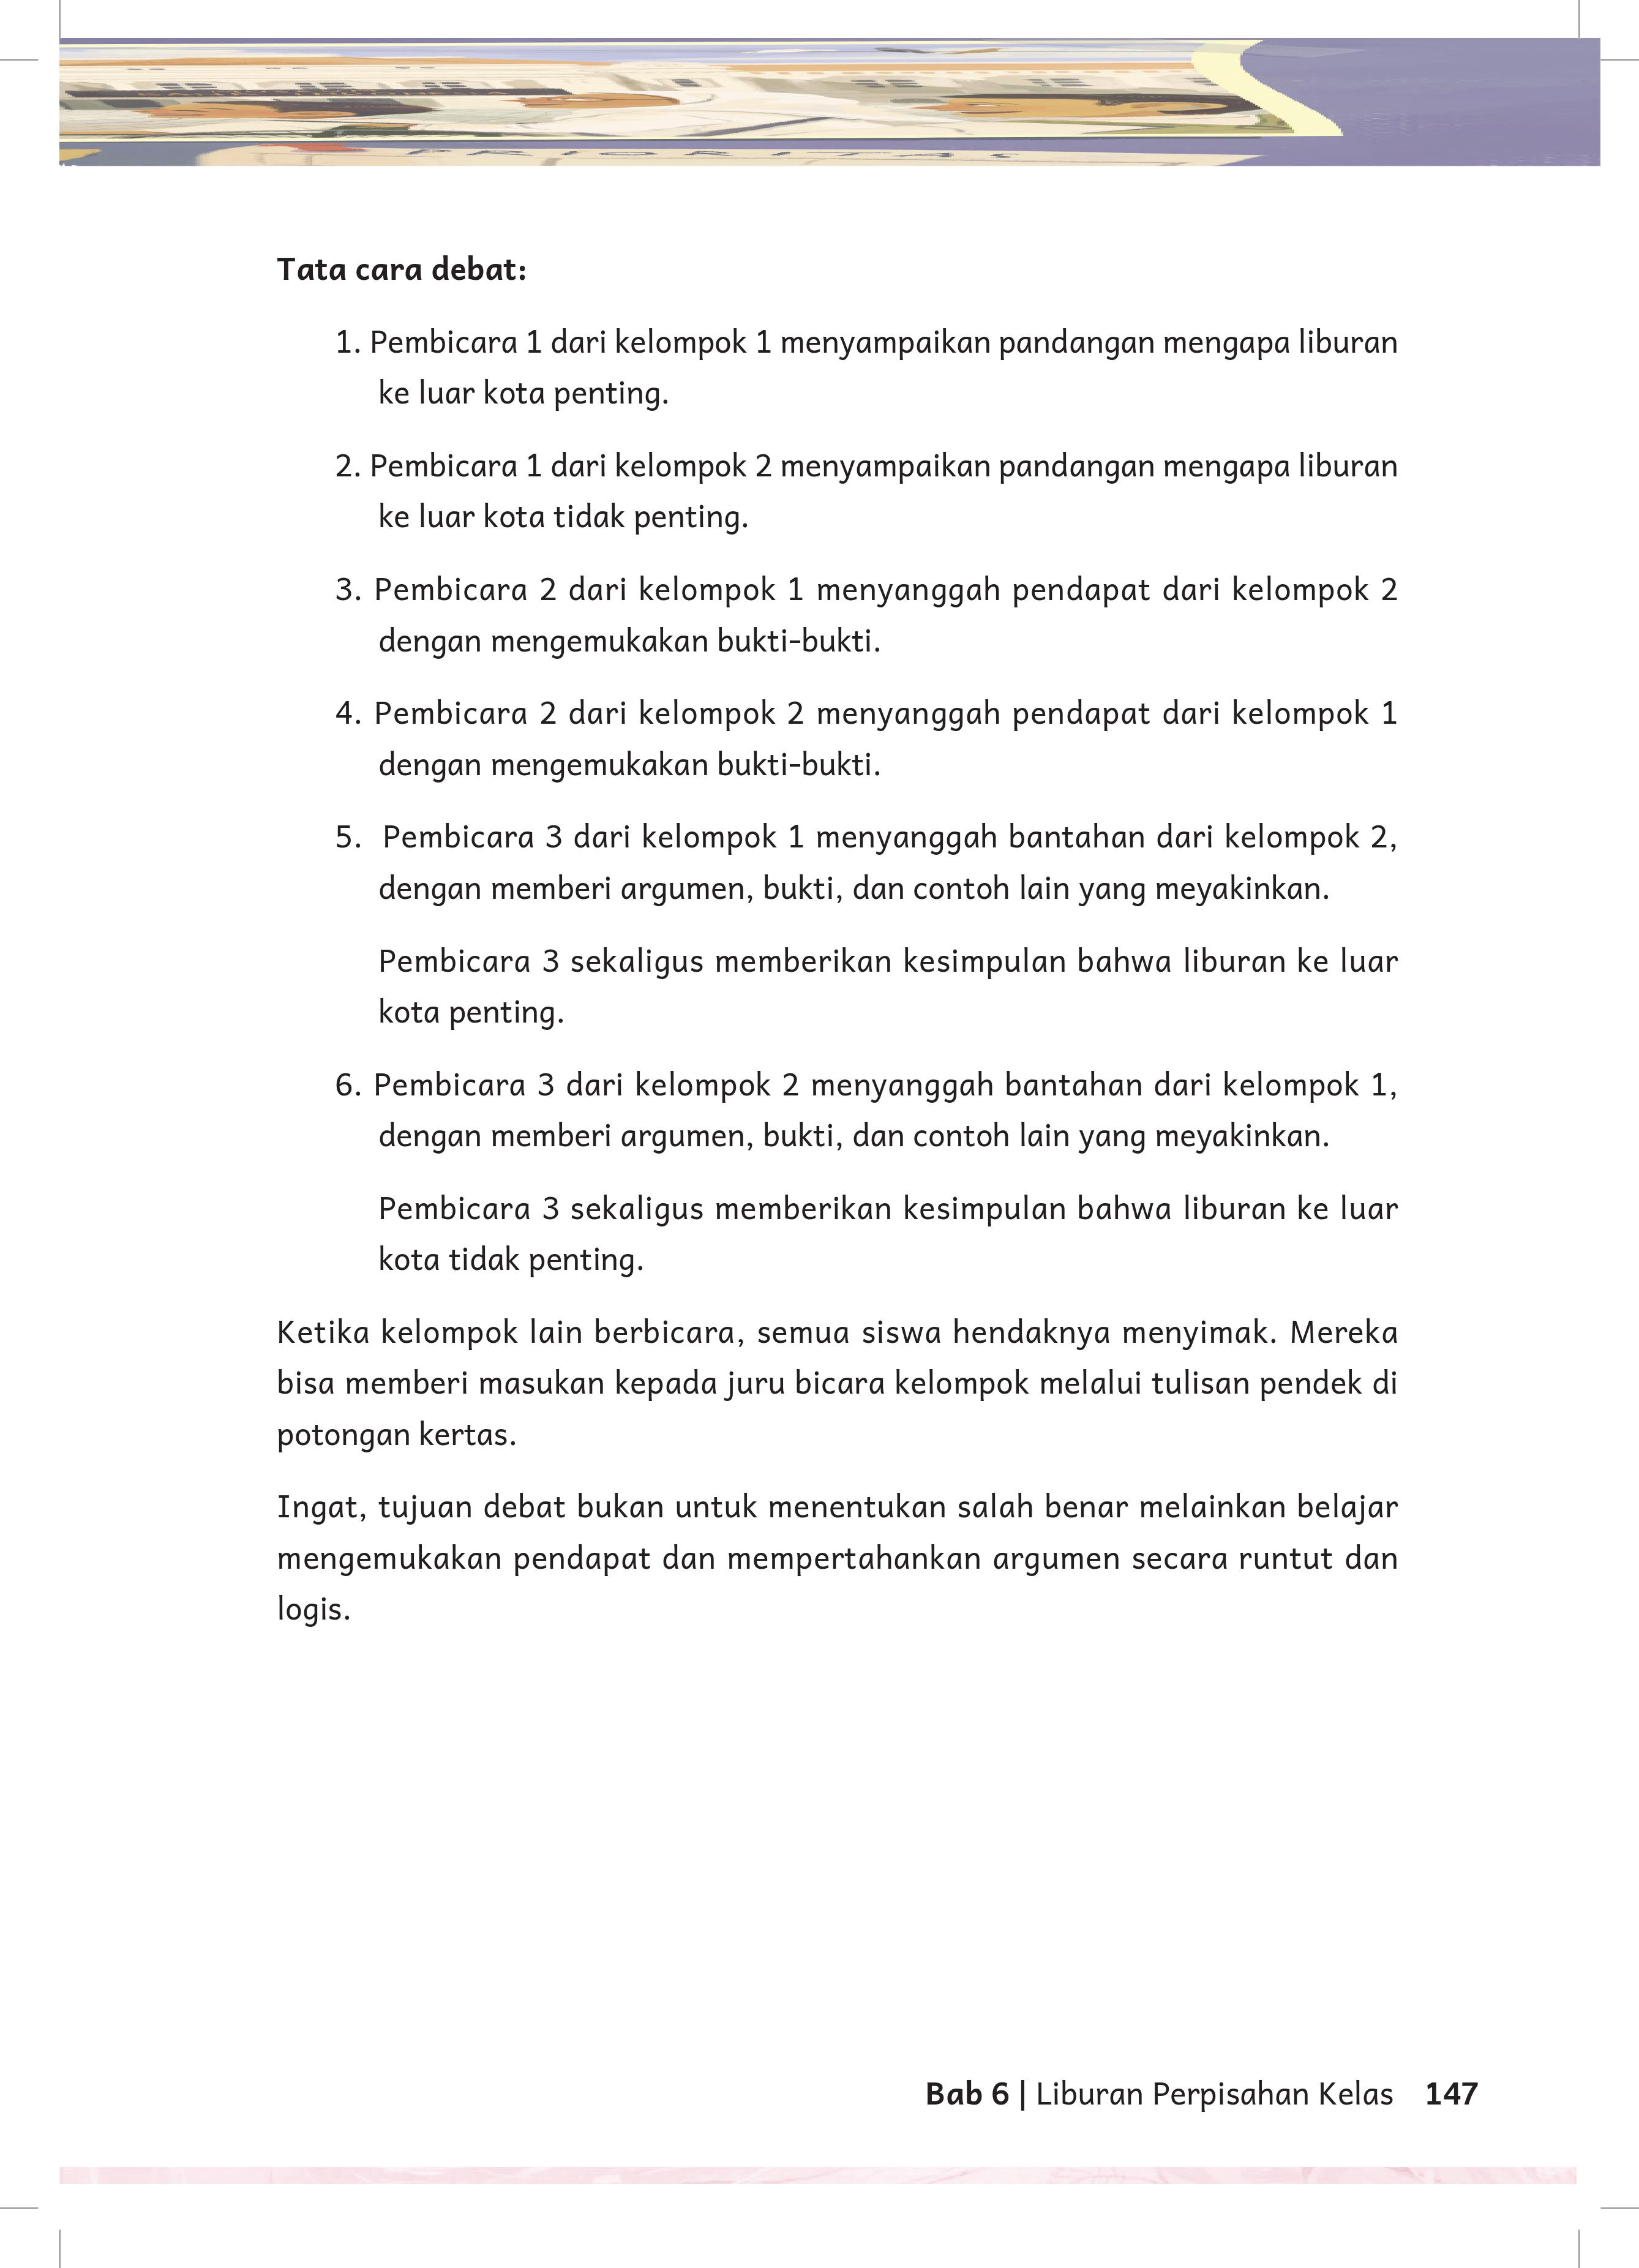 Tata cara debat:
1. Pembicara 1 dari kelompok 1 menyampaikan pandangan mengapa liburan
ke luar kota penting.
2. Pembicara 1 dari kelompok 2 menyampaikan pandangan mengapa liburan
ke luar kota tidak penting.
3. Pembicara 2 dari kelompok 1 menyanggah pendapat dari kelompok 2
dengan mengemukakan bukti-bukti.
4. Pembicara 2 dari kelompok 2 menyanggah pendapat dari kelompok 1
dengan mengemukakan bukti-bukti.
5. Pembicara 3 dari kelompok 1 menyanggah bantahan dari kelompok 2,
dengan memberi argumen, bukti, dan contoh lain yang meyakinkan.
Pembicara 3 sekaligus memberikan kesimpulan bahwa liburan ke luar
kota penting.
6. Pembicara 3 dari kelompok 2 menyanggah bantahan dari kelompok 1,
dengan memberi argumen, bukti, dan contoh lain yang meyakinkan.
Pembicara 3 sekaligus memberikan kesimpulan bahwa liburan ke luar
kota tidak penting.
Ketika kelompok lain berbicara, semua siswa hendaknya menyimak. Mereka
bisa memberi masukan kepada juru bicara kelompok melalui tulisan pendek di
potongan kertas.
Ingat, tujuan debat bukan untuk menentukan salah benar melainkan belajar
mengemukakan pendapat dan mempertahankan argumen secara runtut dan
logis.
Bab 6 | Liburan Perpisahan Kelas 147